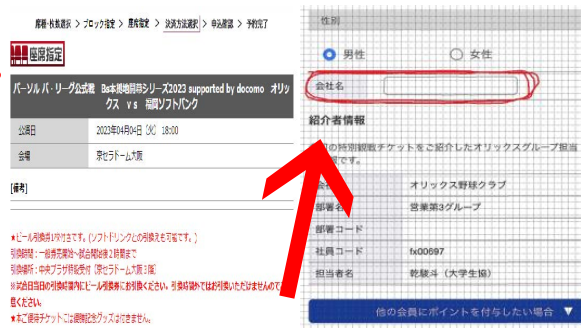 席種・枚数選択 > ブロック指定 > 座席指定 > 決済方法選択 > 申込確認 > 予約完了
座席指定
パーソル パ・リーグ公式戦 Bs本拠地開幕シリーズ2023 supported by docomo オリッ
クス vs 福岡ソフトバンク
公演日 2023年04月04日 (火) 18:00
会場 京セラドーム大阪
[備考]
★ビール引換券1枚付きです。(ソフトドリンクとの引換えも可能です。)
引換時間:一般券売開始~試合開始後2時間まで
引換場所:中央プラザ特設受付(京セラドーム大阪3階)
※試合日当日の引換時間内にビール引換券にお引換ください。引換時間外ではお引換いただけませんので
ください。
★本ご優待チケットには
記念グッズは付きません。
性別
男性 女性
会社名
紹介者情報
の特別観戦チケットをご紹介したオリックスグループ担当
です。
オリックス野球クラブ
部署名 営業第3グループ
部署コード
社員コード fx00697
担当者名 乾駿斗(大学生協)
他の会員にポイントを付与したい場合 ▼